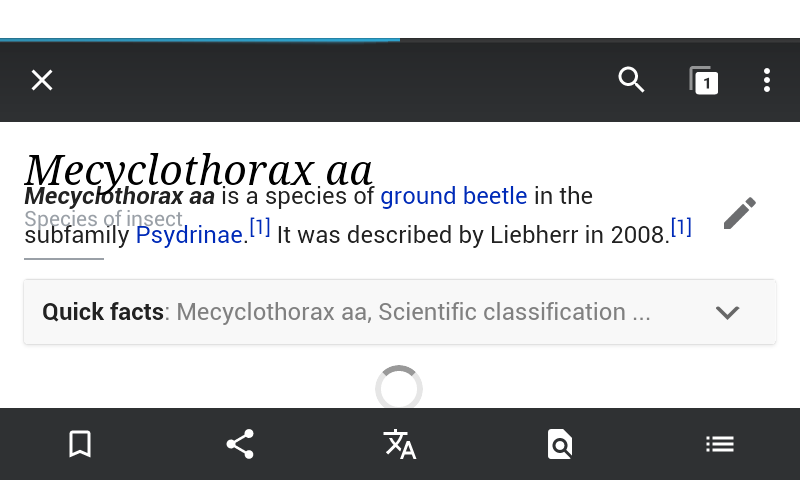 1
Mecyclothorax aa
Mecyclothorax aa is a species of ground beetle in the
Species of insect
subfamily Psydrinae.[1] It was described by Liebherr in 2008.[1]
Quick facts: Mecyclothorax aa, Scientific classification ...